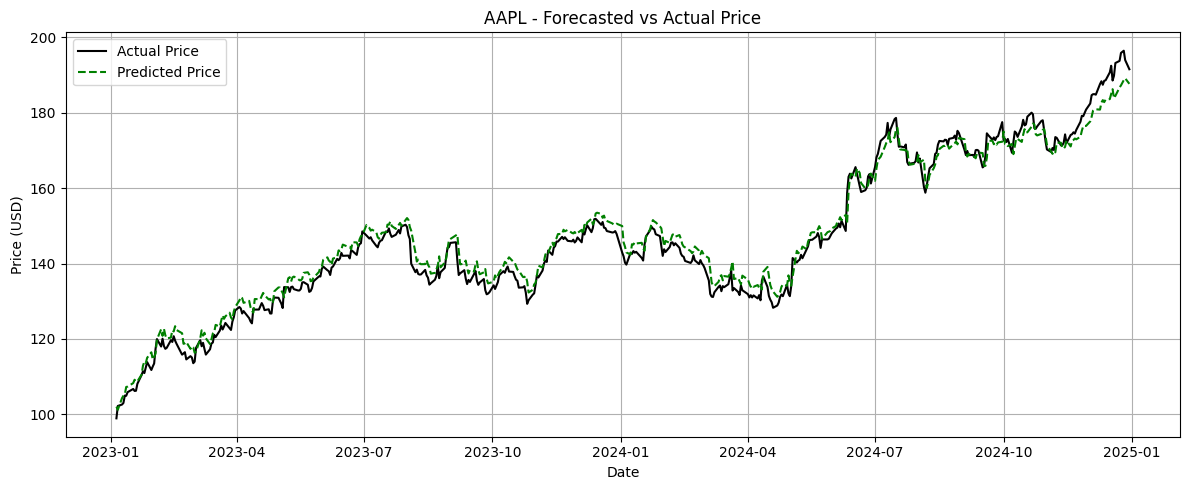 AAPL - Forecasted vs Actual Price
Actual Price
Predicted Price
Price (USD)
200
180
160
140
120
100
2023-01 2023-04 2023-07 2023-10 2024-01 2024-04 2024-07 2024-10 2025-01
Date